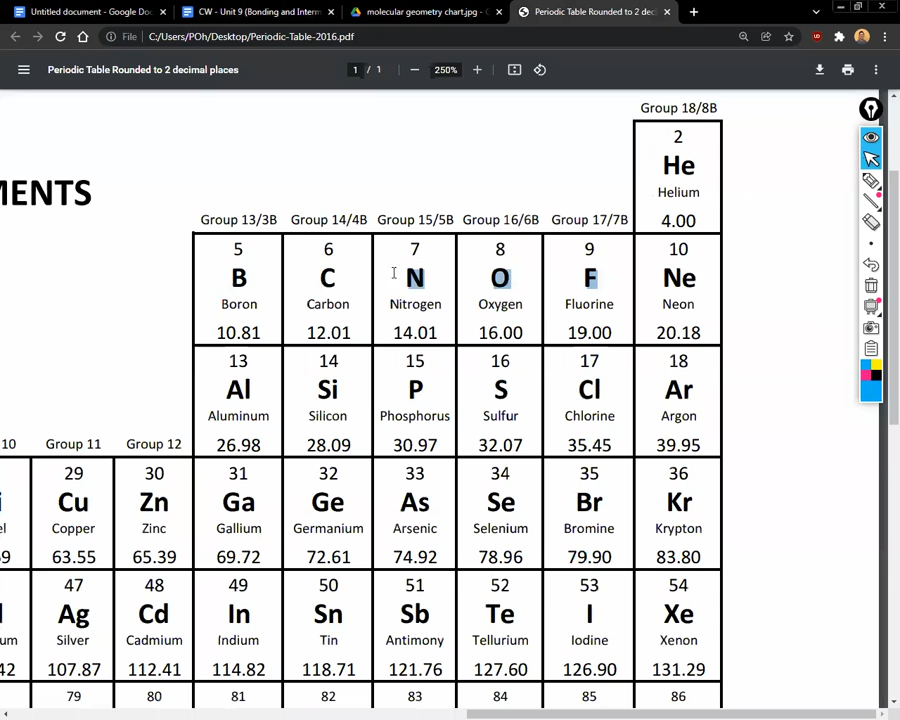 Untitled document - Google Doc
CW - Unit 9 (Bonding and Interm
molecular geometry chart.jpg - G
Periodic Table Rounded to 2 deci
File | C:/Users/POh/Desktop/Periodic-Table-2016.pdf
Periodic Table Rounded to 2 decimal places
1 / 1
250%
Group 18/8B
2
He
Helium
4.00
MENTS
Group 13/3B Group 14/4B Group 15/5B Group 16/6B Group 17/7B
5 6 7 8 9 10
B C N O F Ne
Boron Carbon Nitrogen Oxygen Fluorine Neon
10.81 12.01 14.01 16.00 19.00 20.18
13 14 15 16 17 18
Al Si P S Cl Ar
Aluminum Silicon Phosphorus Sulfur Chlorine Argon
26.98 28.09 30.97 32.07 35.45 39.95
10 Group 11 Group 12
29 30 31 32 33 34 35 36
i Cu Zn Ga Ge As Se Br Kr
el Copper Zinc Gallium Germanium Arsenic Selenium Bromine Krypton
69 63.55 65.39 69.72 72.61 74.92 78.96 79.90 83.80
47 48 49 50 51 52 53 54
Ag Cd In Sn Sb Te I Xe
um Silver Cadmium Indium Tin Antimony Tellurium Iodine Xenon
42 107.87 112.41 114.82 118.71 121.76 127.60 126.90 131.29
79 80 81 82 83 84 85 86